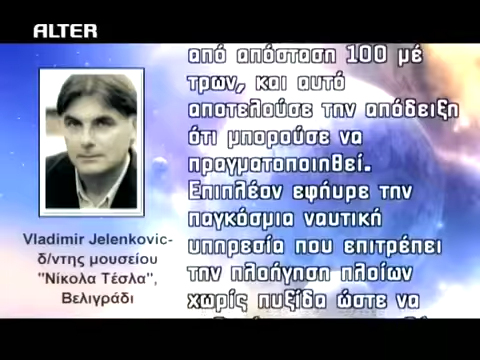 ALTER
από απόσταση 100 μέ
τρων, και αυτό
αποτελούσε την απόδειξη
ότι μπορούσε να
πραγματοποιηθεί.
Επιπλέον εφήυρε την
παγκόσμια ναυτική
υπηρεσία που επιτρέπει
την πλοήγηση πλοίων
χωρίς πυξίδα ώστε να
Vladimir Jelenkovic-
δ/ντης μουσείου
"Νίκολα Τέσλα",
Βελιγράδι